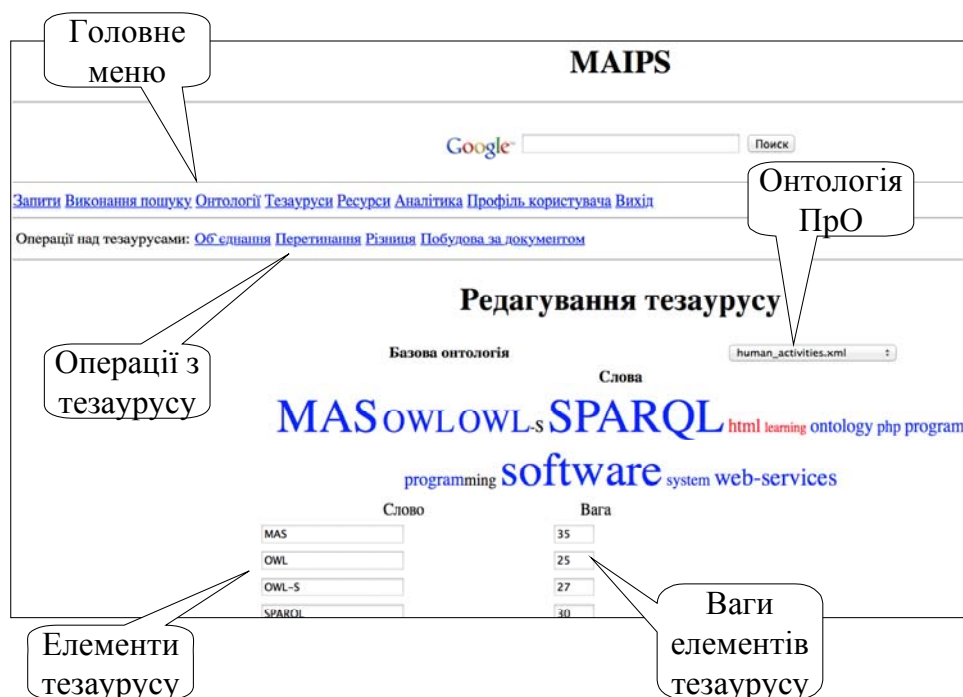 Головне
меню
MAIPS
Google™
Поиск
Онтологія
ПрО
Запити Виконання пошуку Онтології Тезауруси Ресурси Аналітика Профіль користувача Вихід
Операції над тезаурусами: Об`єднання Перетинання Різниця Побудова за документом
Редагування тезаурусу
Операції з
тезаурусу
Базова онтологія
human_activities.xml
Слова
MAS OWL OWL-S SPARQL html learning ontology php program
programming software system web-services
Слово Вага
MAS 35
OWL 25
OWL-S 27
SPARQL 30
Елементи
тезаурусу
Ваги
елементів
тезаурусу